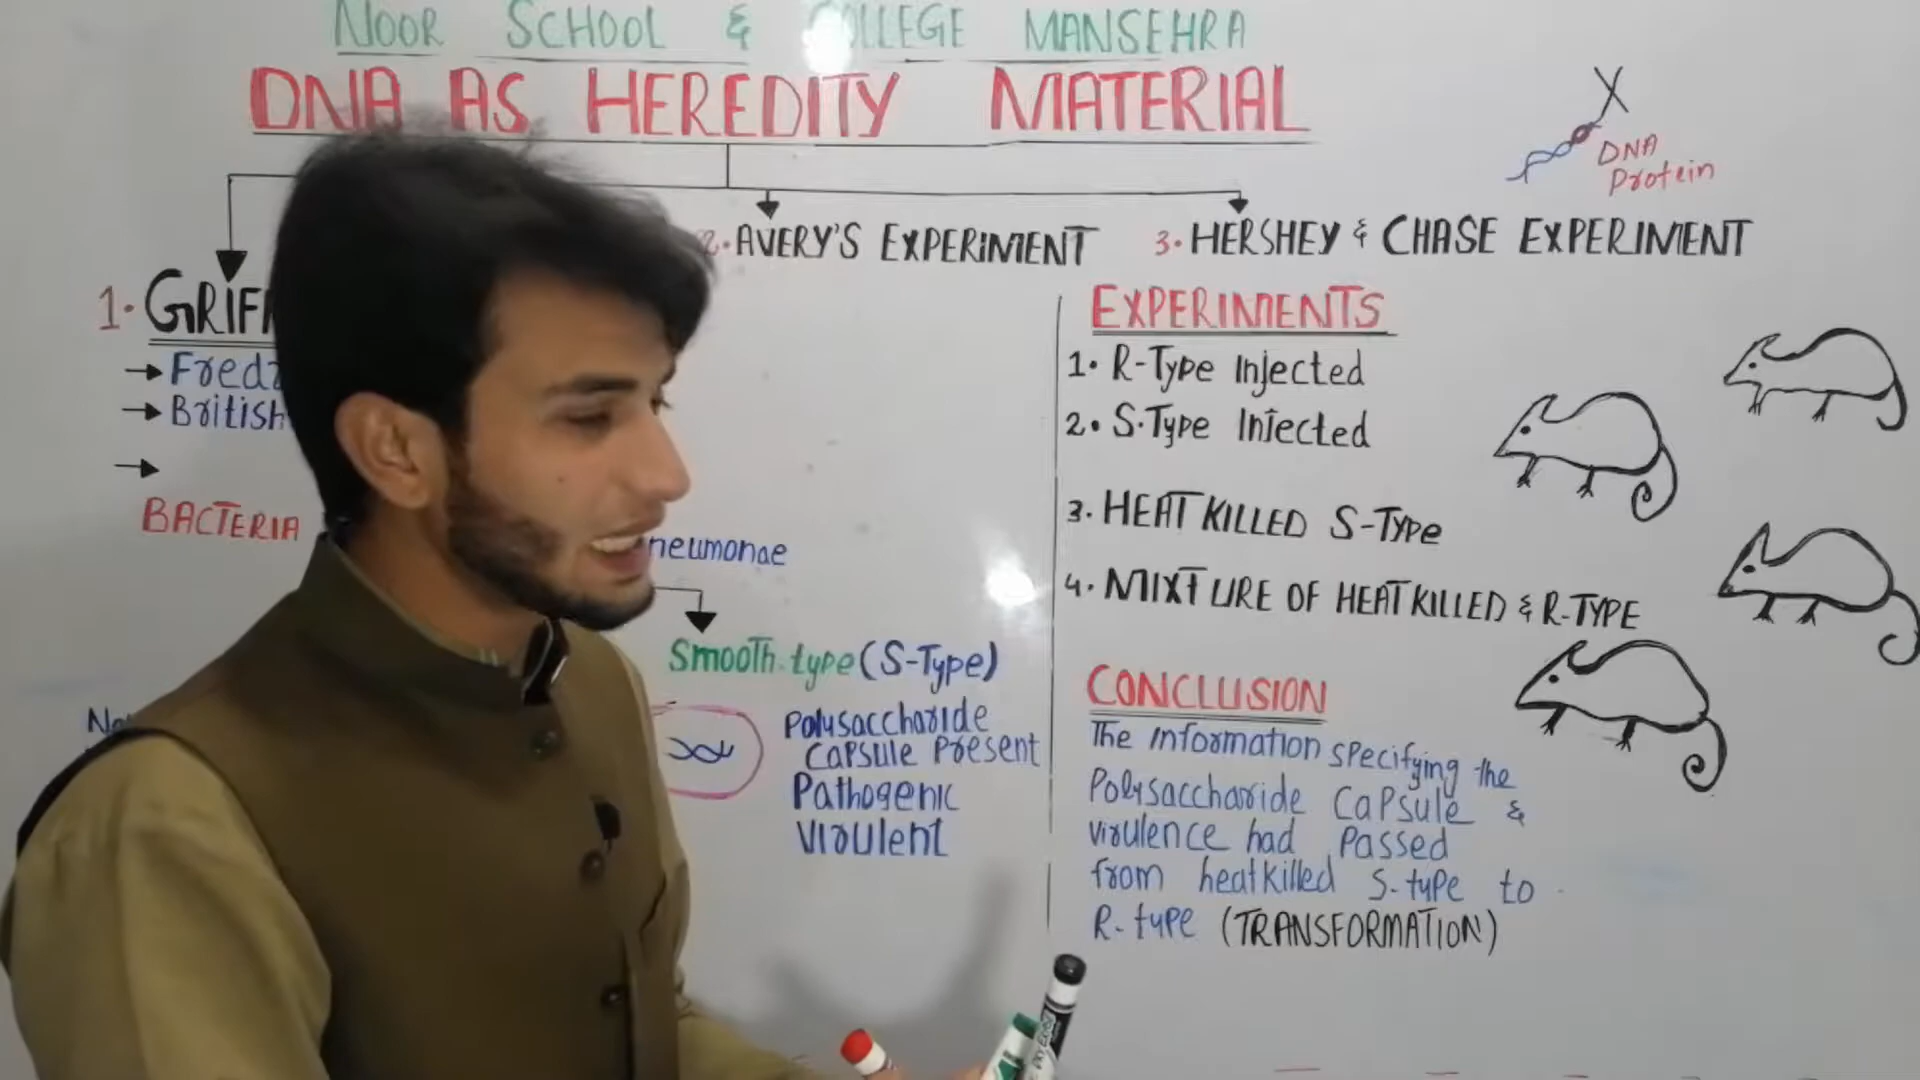 NOOR SCHOOL & COLLEGE MANSEHRA
DNA AS HEREDITY MATERIAL
X
DNA
Protein
2. AVERY'S EXPERIMENT
3. HERSHEY & CHASE EXPERIMENT
1. GRIF
→ Fred
→ British
→
BACTERIA
neumonae
Smooth-type (S-Type)
Polysaccharide
Capsule Present
Pathogenic
Virulent
EXPERIMENTS
1. R-Type Injected
2. S-Type Injected
3. HEAT KILLED S-Type
4. MIXTURE OF HEAT KILLED & R-TYPE
CONCLUSION
The Information specifying the
Polysaccharide Capsule &
virulence had Passed
from heatkilled S-type to
R-type (TRANSFORMATION)